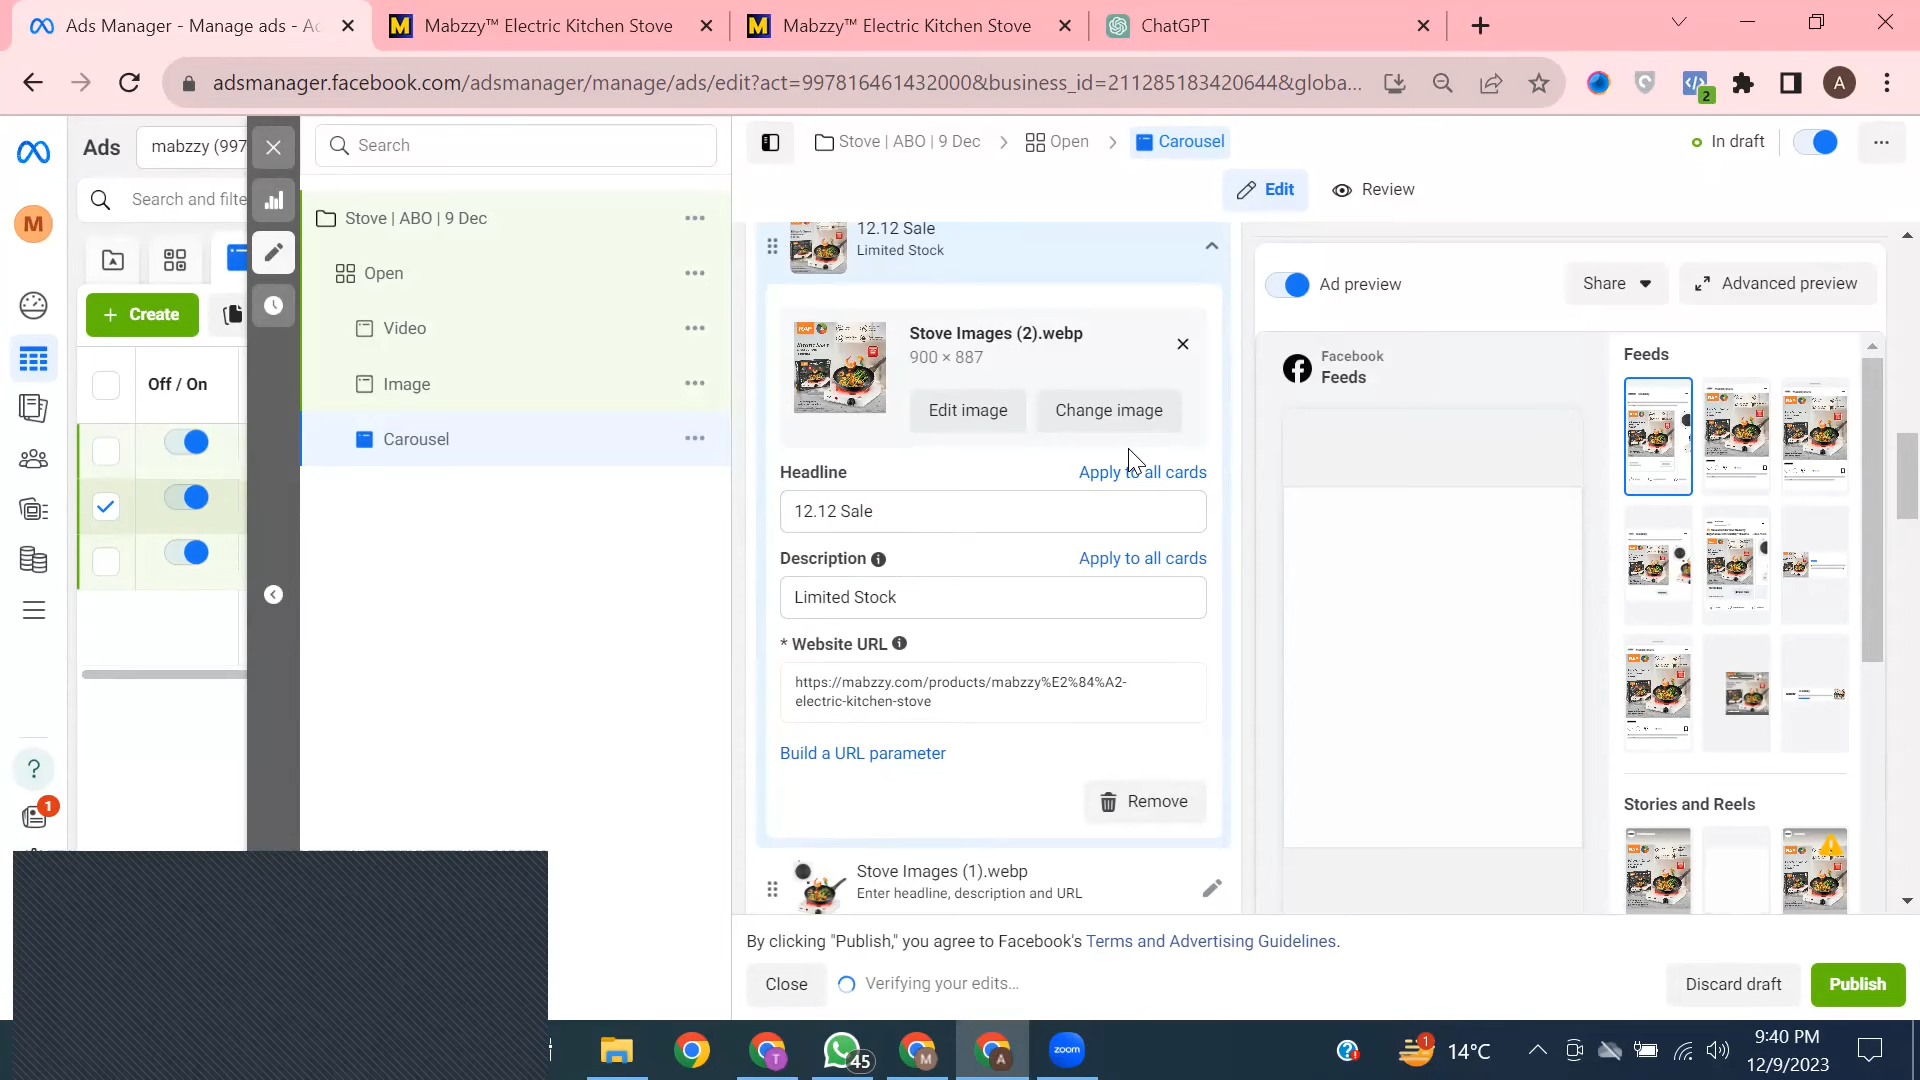 Ads Manager - Manage ads - Ac
Mabzzy™ Electric Kitchen Stove
Mabzzy™ Electric Kitchen Stove
ChatGPT
adsmanager.facebook.com/adsmanager/manage/ads/edit?act=997816461432000&business_id=211285183420644&globa...
2
A
Ads
mabzzy (997
Search
Stove | ABO | 9 Dec
Open
Carousel
In draft
Search and filte
M
Edit
Review
Stove | ABO | 9 Dec
Open
Video
Image
Carousel
Create
Off / On
12.12 Sale
Limited Stock
Stove Images (2).webp
900 × 887
Edit image
Change image
Headline
Apply to all cards
12.12 Sale
Description
Apply to all cards
Limited Stock
* Website URL
https://mabzzy.com/products/mabzzy%E2%84%A2-
electric-kitchen-stove
Build a URL parameter
Remove
Stove Images (1).webp
Enter headline, description and URL
Ad preview
Share
Advanced preview
Facebook
Feeds
Feeds
Stories and Reels
1
By clicking "Publish," you agree to Facebook's Terms and Advertising Guidelines.
Close
Verifying your edits...
Discard draft
Publish
T
45
M
A
zoom
1
14°C
9:40 PM
12/9/2023